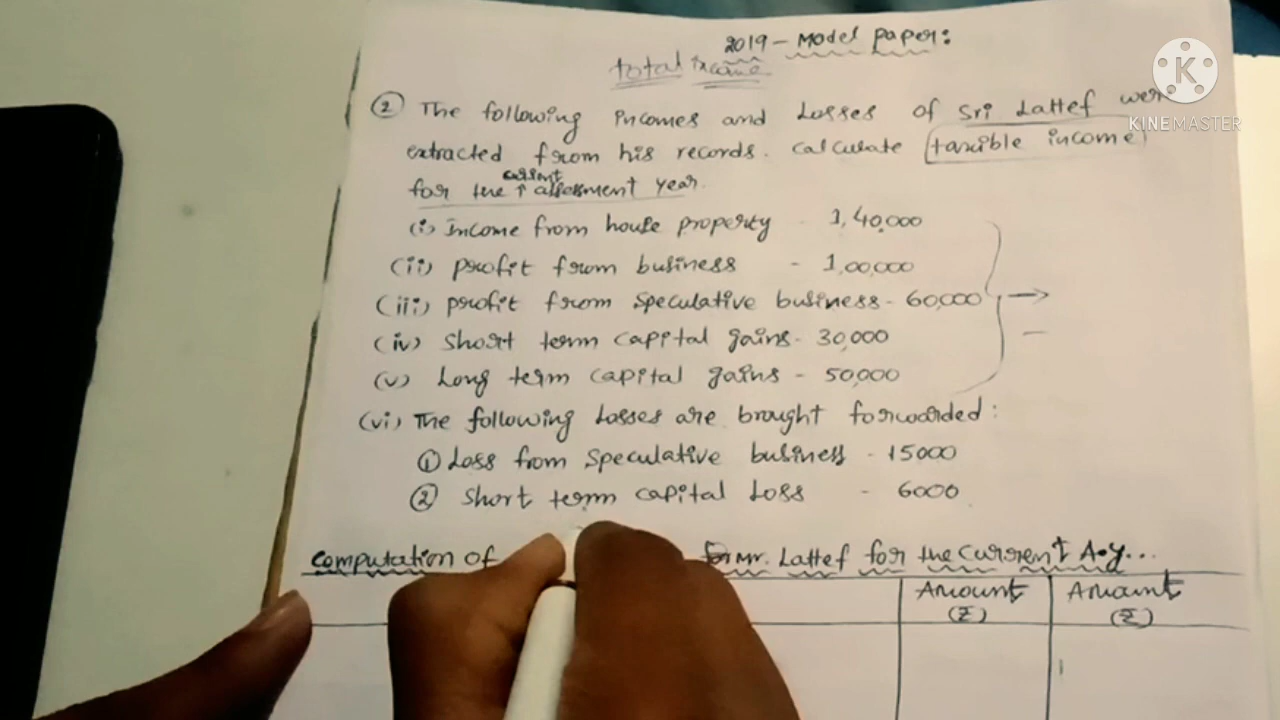 2019 - Model Paper:
total income
② The following incomes and Losses of Sri Lattef wer
extracted from his records. calculate taxible income
current
for the ↑ assessment year.
(i) Income from house property - 1,40,000
(ii) profit from business - 1,00,000
(iii) profit from speculative business - 60,000
(iv) short term capital gains - 30,000
(v) Long term capital gains - 50,000
(vi) The following Losses are brought forwarded:
① Loss from speculative business - 15000
② short term capital Loss - 6000
computation of Mr. Lattef for the current A.y...
Amount Amount
(₹) (₹)
K
KINEMASTER